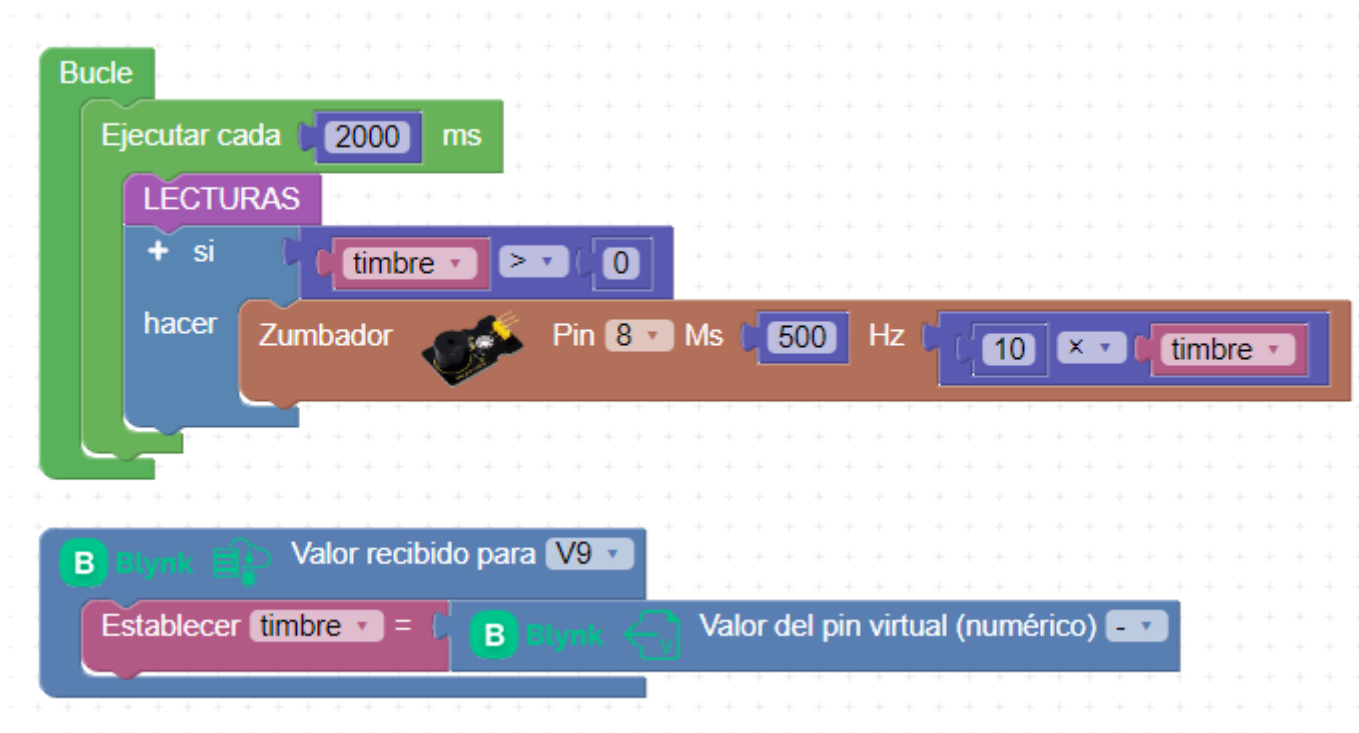 Bucle
Ejecutar cada 2000 ms
LECTURAS
+ si timbre > 0
hacer Zumbador Pin 8 Ms 500 Hz 10 × timbre
B Blynk Valor recibido para V9
Establecer timbre = B Blynk V Valor del pin virtual (numérico) -